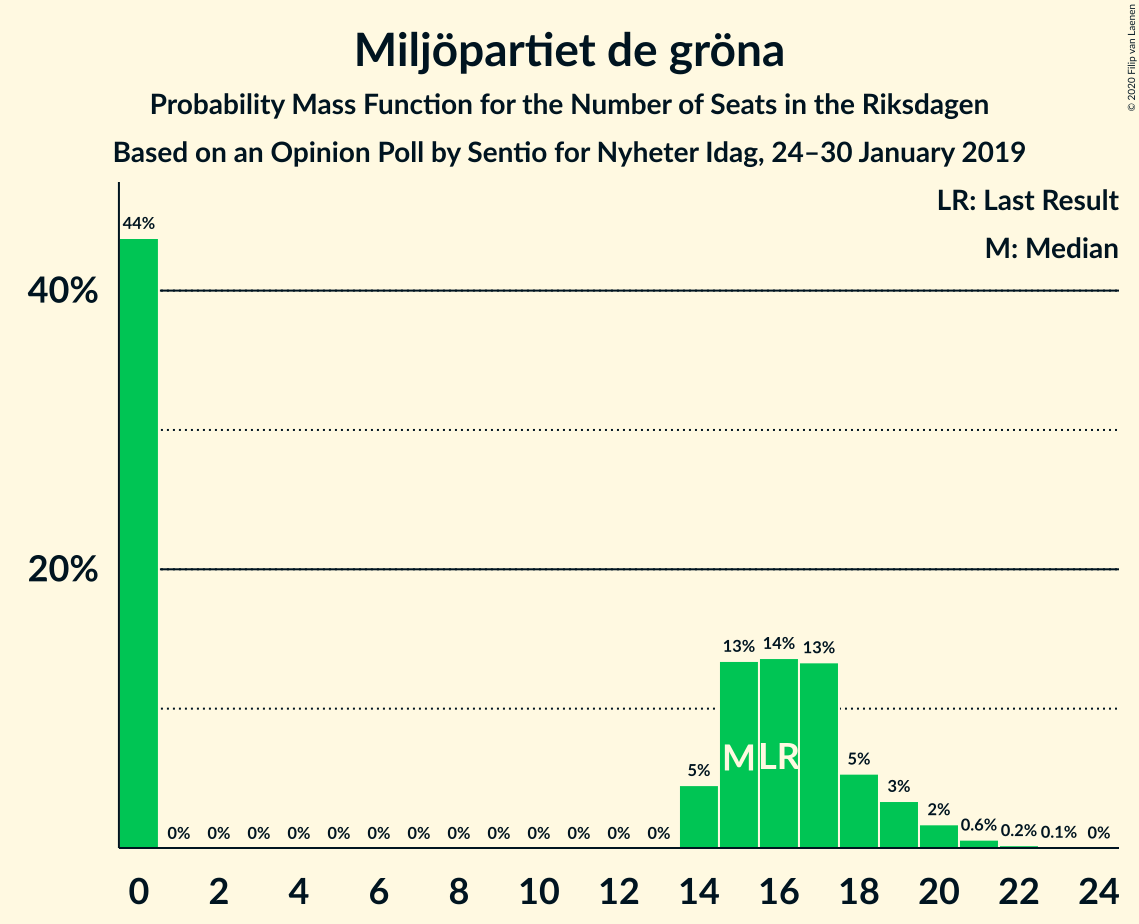 Miljöpartiet de gröna
Probability Mass Function for the Number of Seats in the Riksdagen
Based on an Opinion Poll by Sentio for Nyheter Idag, 24–30 January 2019
© 2020 Filip van Laenen
LR: Last Result
M: Median
40%
20%
44% 0% 0% 0% 0% 0% 0% 0% 0% 0% 0% 0% 0% 0% 5% 13% 14% 13% 5% 3% 2% 0.6% 0.2% 0.1% 0%
M LR
0 2 4 6 8 10 12 14 16 18 20 22 24